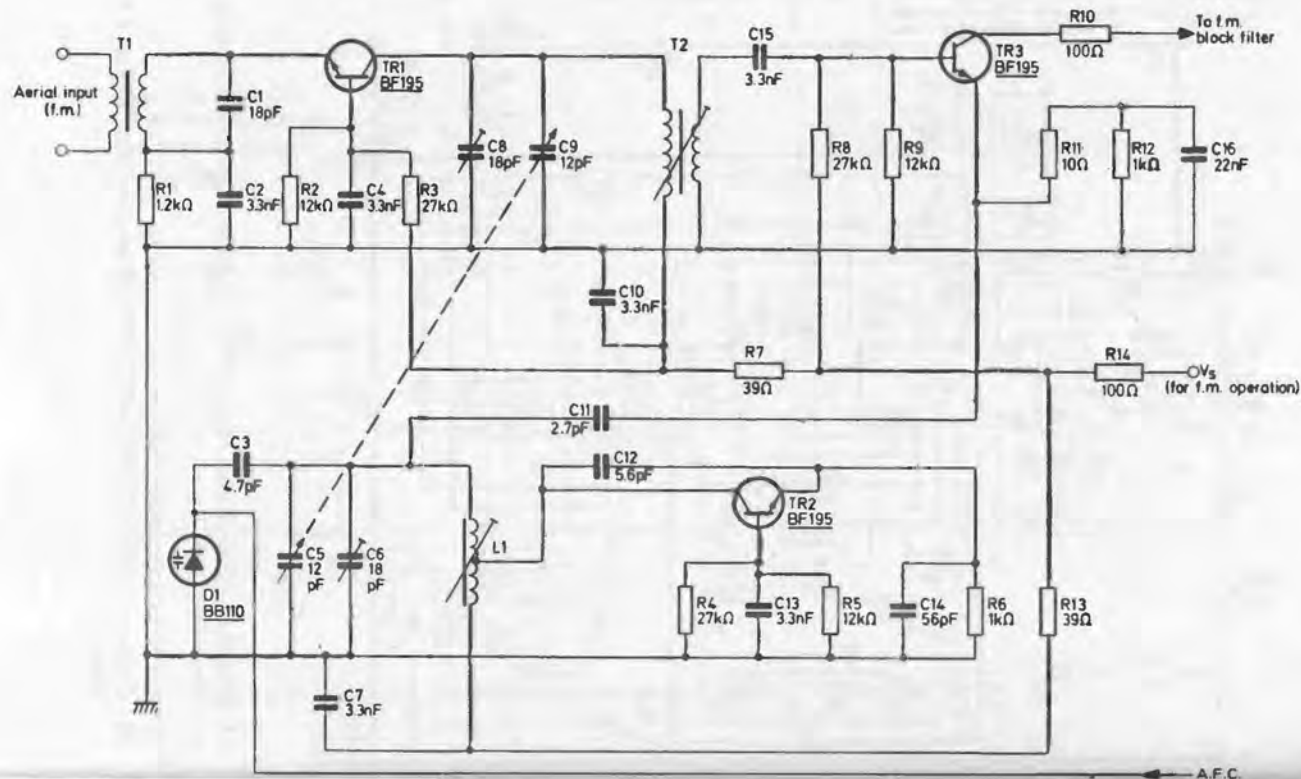 T1
Aerial input
(f.m.)
C1
18pF
TR1
BF195
R1
1.2kΩ
C2
3.3nF
R2
12kΩ
C4
3.3nF
R3
27kΩ
C8
18pF
C9
12pF
T2
C15
3.3nF
TR3
BF195
R10
100Ω
To f.m.
block filter
R8
27kΩ
R9
12kΩ
R11
10Ω
R12
1kΩ
C16
22nF
C10
3.3nF
R7
39Ω
R14
100Ω
Vs
(for f.m. operation)
C11
2.7pF
C3
4.7pF
C12
5.6pF
TR2
BF195
D1
BB110
C5
12
pF
C6
18
pF
L1
R4
27kΩ
C13
3.3nF
R5
12kΩ
C14
56pF
R6
1kΩ
R13
39Ω
C7
3.3nF
A.F.C.